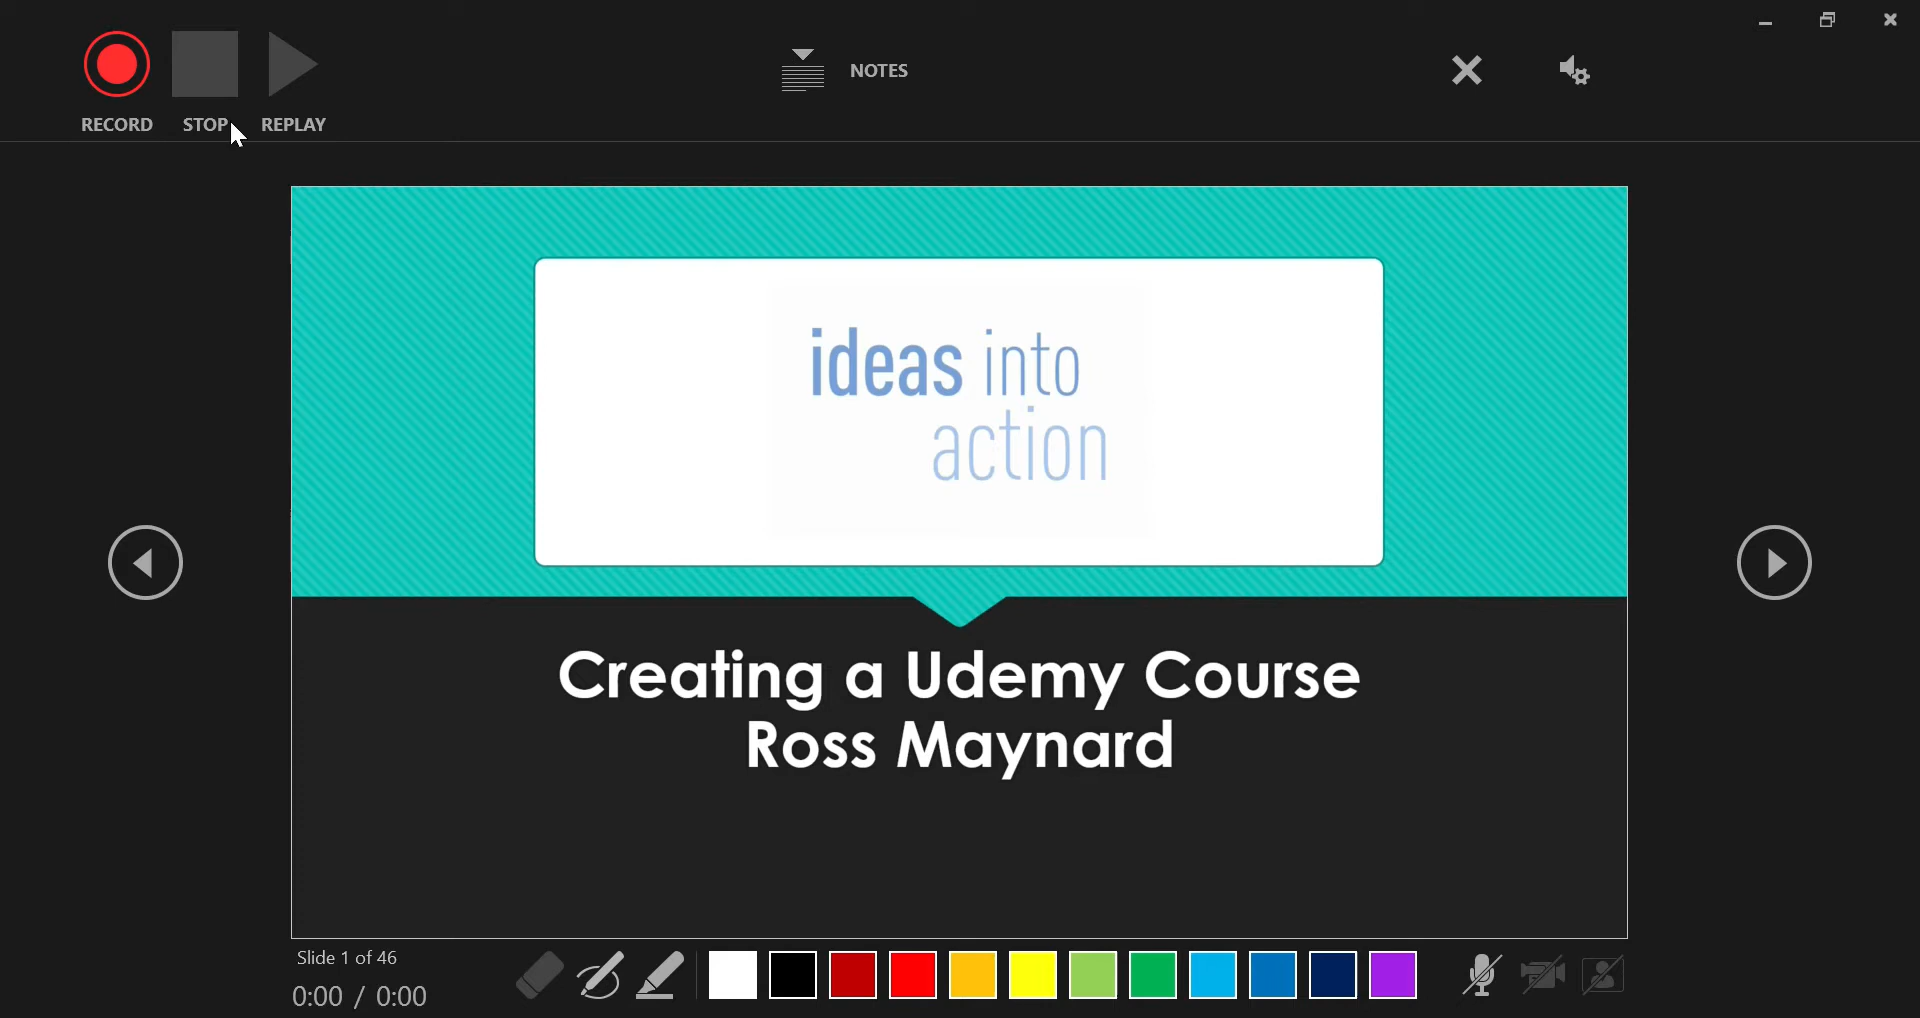 NOTES
RECORD STOP REPLAY
ideas into
action
Creating a Udemy Course
Ross Maynard
Slide 1 of 46
0:00 / 0:00